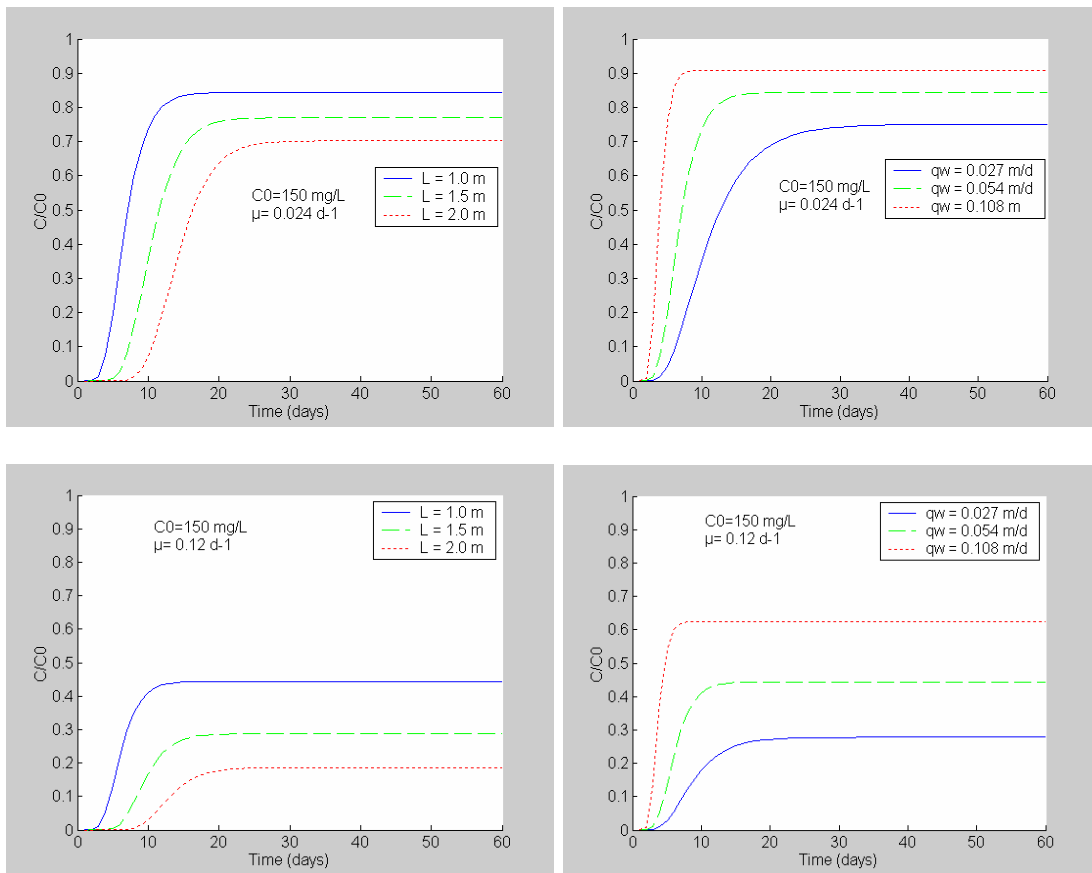 1
0.9
0.8
0.7
0.6
0.5
0.4
0.3
0.2
0.1
0
C/C0
0 10 20 30 40 50 60
Time (days)
C0=150 mg/L
μ= 0.024 d-1
L = 1.0 m
L = 1.5 m
L = 2.0 m
1
0.9
0.8
0.7
0.6
0.5
0.4
0.3
0.2
0.1
0
C/C0
0 10 20 30 40 50 60
Time (days)
C0=150 mg/L
μ= 0.024 d-1
qw = 0.027 m/d
qw = 0.054 m/d
qw = 0.108 m
1
0.9
0.8
0.7
0.6
0.5
0.4
0.3
0.2
0.1
0
C/C0
0 10 20 30 40 50 60
Time (days)
C0=150 mg/L
μ= 0.12 d-1
L = 1.0 m
L = 1.5 m
L = 2.0 m
1
0.9
0.8
0.7
0.6
0.5
0.4
0.3
0.2
0.1
0
C/C0
0 10 20 30 40 50 60
Time (days)
C0=150 mg/L
μ= 0.12 d-1
qw = 0.027 m/d
qw = 0.054 m/d
qw = 0.108 m/d